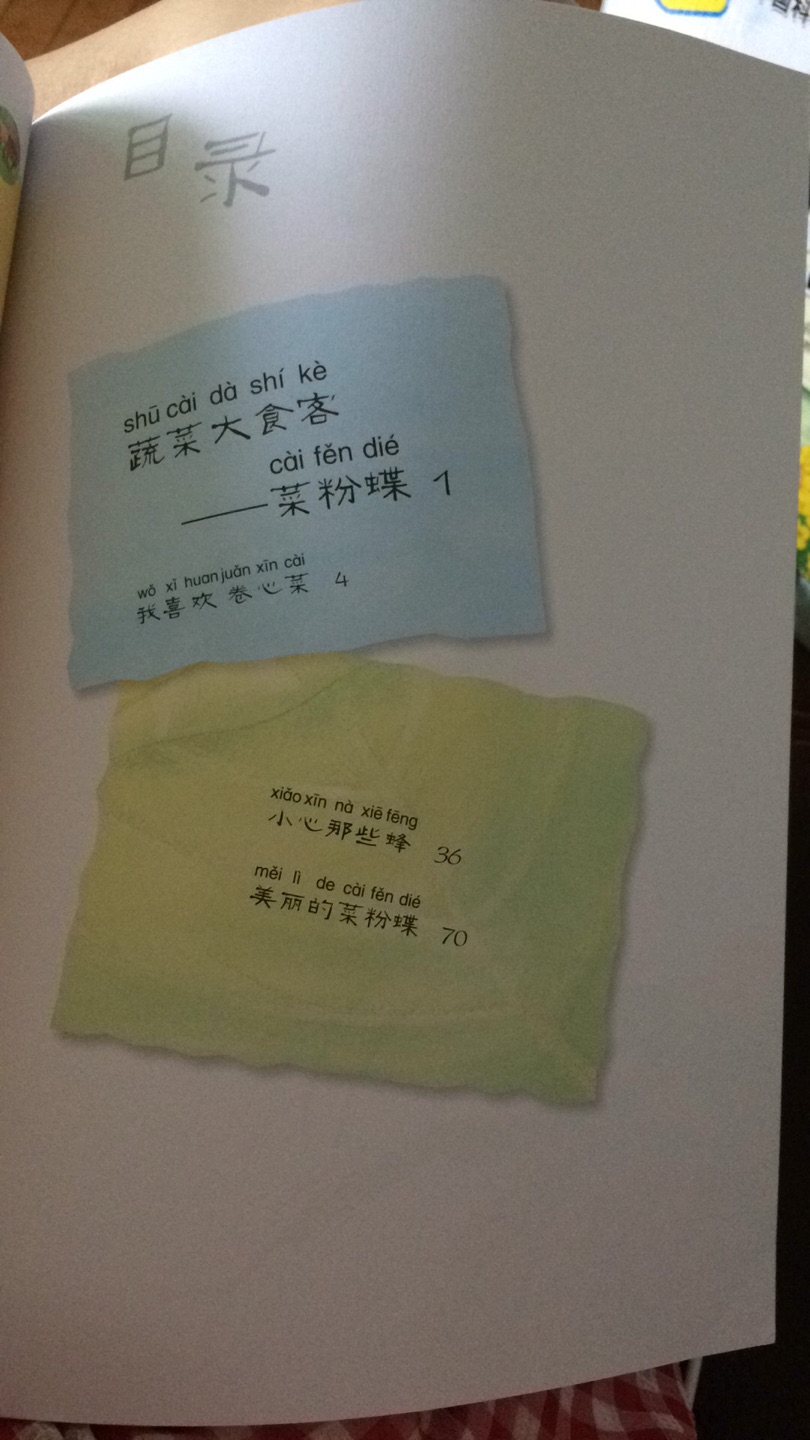 目录
shū cài dà shí kè
蔬菜大食客
cài fěn dié
——菜粉蝶 1
wǒ xǐ huan juǎn xīn cài
我喜欢卷心菜 4
xiǎo xīn nà xiē fēng
小心那些蜂 36
měi lì de cài fěn dié
美丽的菜粉蝶 70